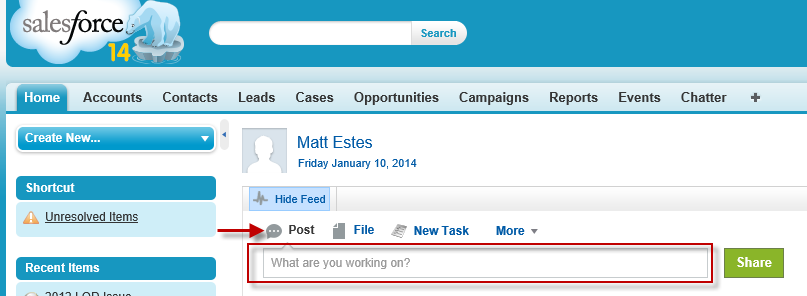 salesforce
14
Search
Home Accounts Contacts Leads Cases Opportunities Campaigns Reports Events Chatter +
Create New...
Matt Estes
Friday January 10, 2014
Shortcut
Hide Feed
Unresolved Items
Post File New Task More
What are you working on?
Share
Recent Items